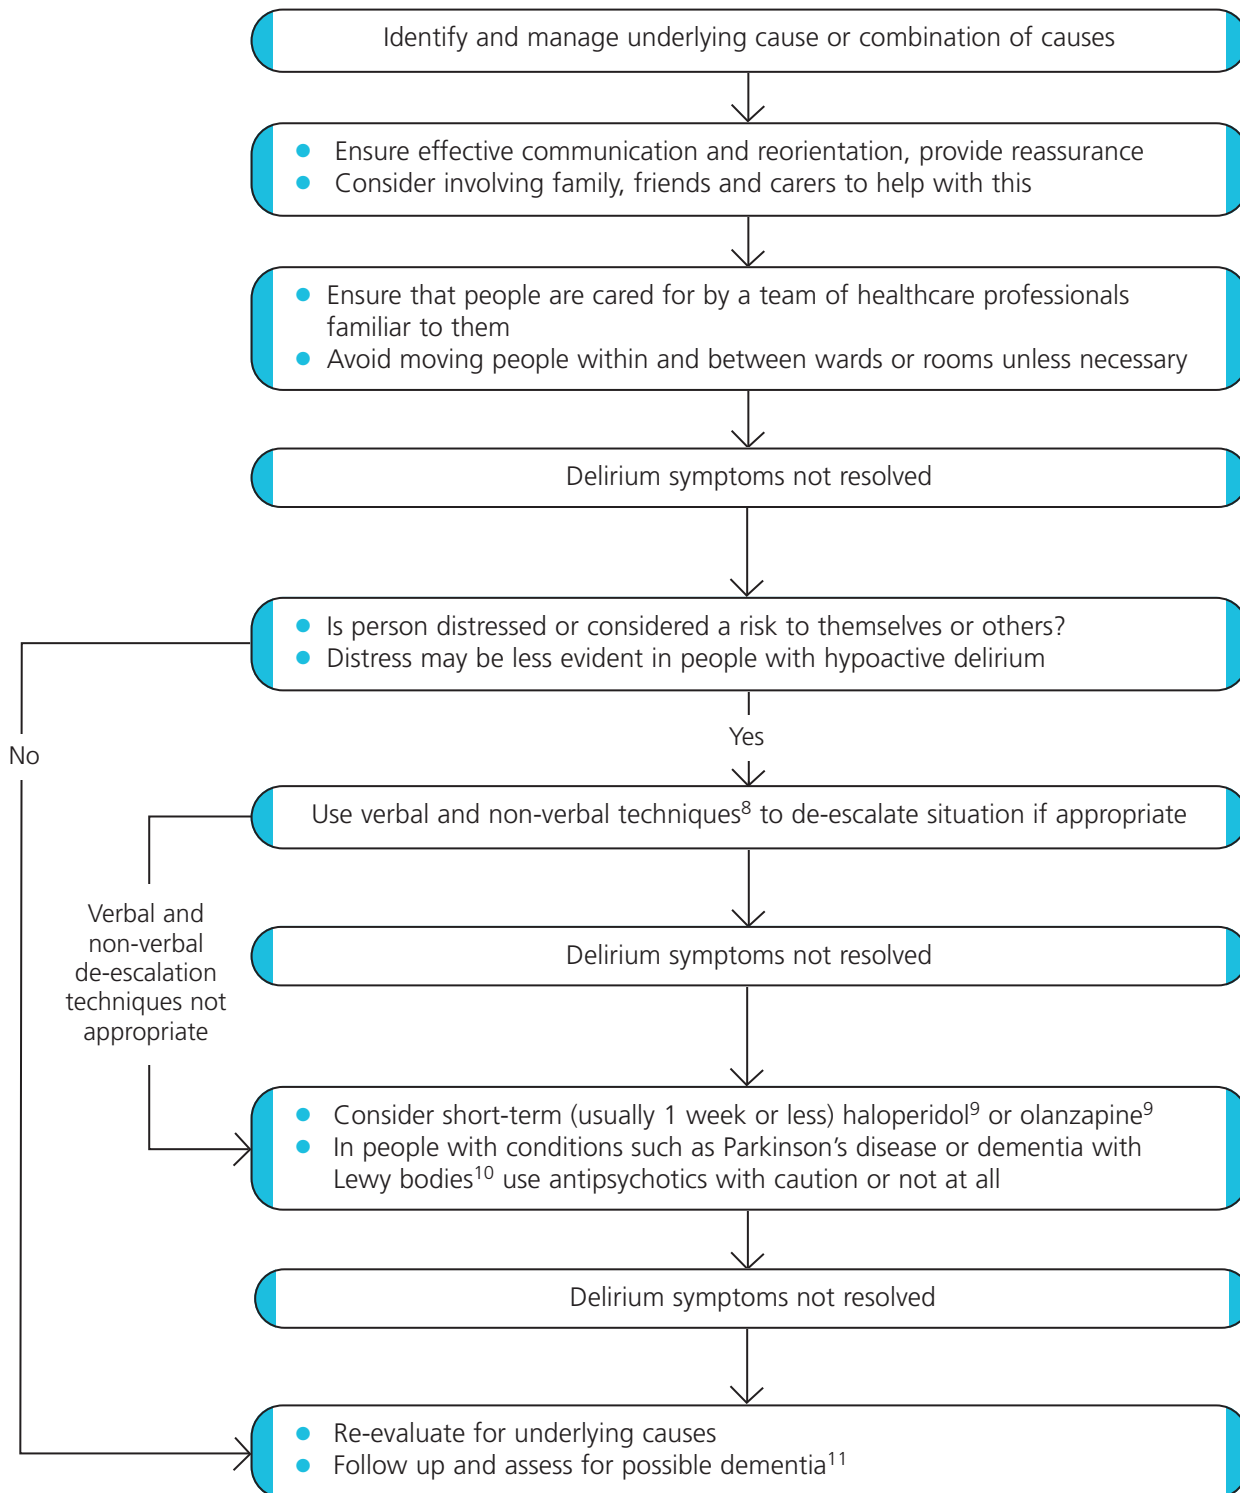 Identify and manage underlying cause or combination of causes
● Ensure effective communication and reorientation, provide reassurance
● Consider involving family, friends and carers to help with this
● Ensure that people are cared for by a team of healthcare professionals
familiar to them
● Avoid moving people within and between wards or rooms unless necessary
Delirium symptoms not resolved
● Is person distressed or considered a risk to themselves or others?
● Distress may be less evident in people with hypoactive delirium
No
Yes
Use verbal and non-verbal techniques⁸ to de-escalate situation if appropriate
Verbal and
non-verbal
de-escalation
techniques not
appropriate
Delirium symptoms not resolved
● Consider short-term (usually 1 week or less) haloperidol⁹ or olanzapine⁹
● In people with conditions such as Parkinson’s disease or dementia with
Lewy bodies¹⁰ use antipsychotics with caution or not at all
Delirium symptoms not resolved
● Re-evaluate for underlying causes
● Follow up and assess for possible dementia¹¹